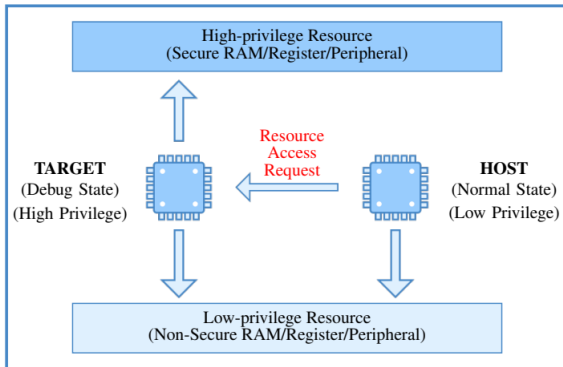 High-privilege Resource
(Secure RAM/Register/Peripheral)
Resource
Access
Request
TARGET
(Debug State)
(High Privilege)
HOST
(Normal State)
(Low Privilege)
Low-privilege Resource
(Non-Secure RAM/Register/Peripheral)